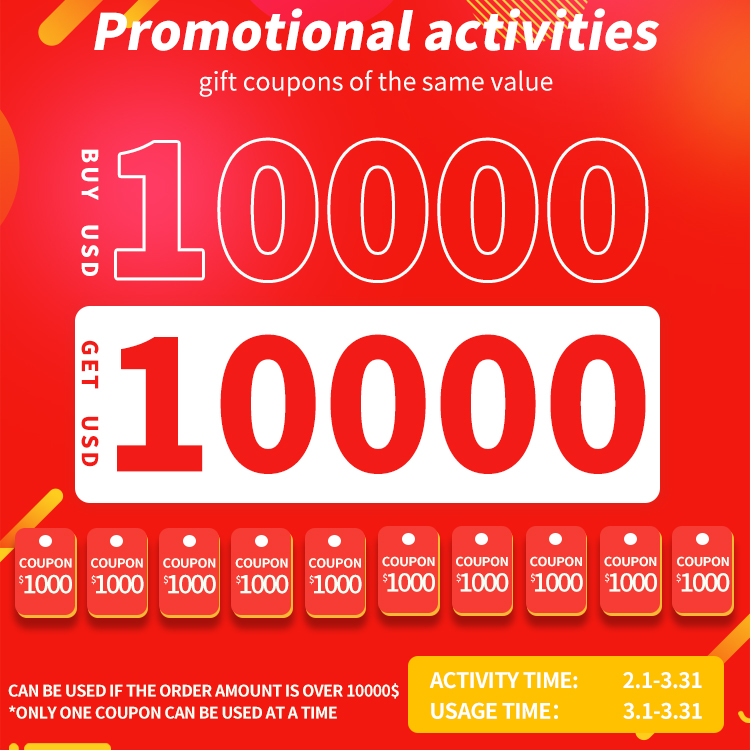 Promotional activities
gift coupons of the same value
BUY USD
10000
GET USD
10000
COUPON
$1000
COUPON
$1000
COUPON
$1000
COUPON
$1000
COUPON
$1000
COUPON
$1000
COUPON
$1000
COUPON
$1000
COUPON
$1000
COUPON
$1000
CAN BE USED IF THE ORDER AMOUNT IS OVER 10000$
*ONLY ONE COUPON CAN BE USED AT A TIME
ACTIVITY TIME: 2.1-3.31
USAGE TIME: 3.1-3.31